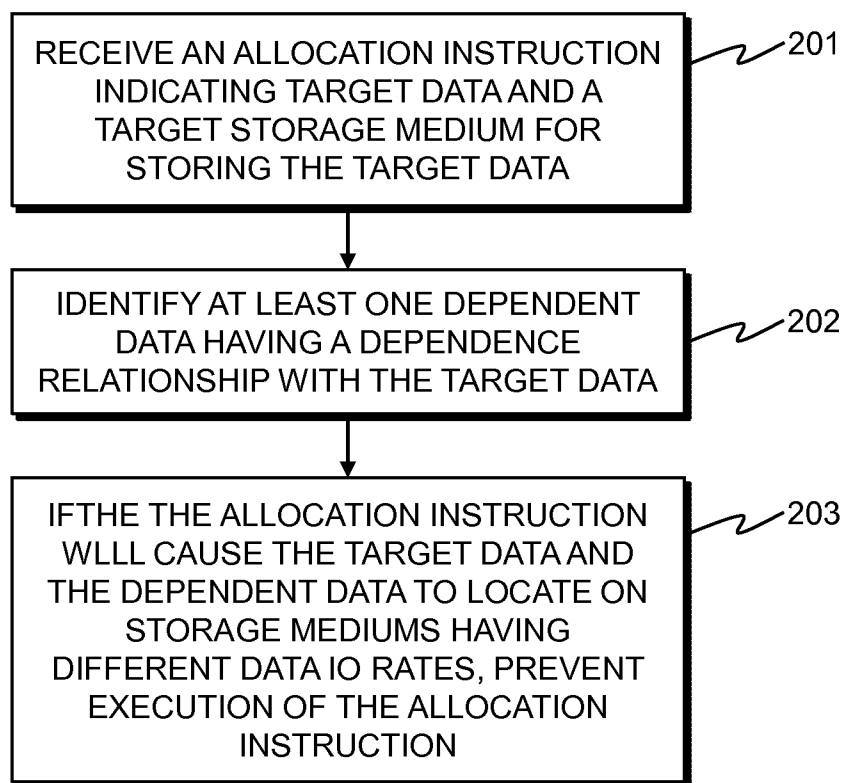 RECEIVE AN ALLOCATION INSTRUCTION
INDICATING TARGET DATA AND A
TARGET STORAGE MEDIUM FOR
STORING THE TARGET DATA
201
IDENTIFY AT LEAST ONE DEPENDENT
DATA HAVING A DEPENDENCE
RELATIONSHIP WITH THE TARGET DATA
202
IFTHE THE ALLOCATION INSTRUCTION
WLLL CAUSE THE TARGET DATA AND
THE DEPENDENT DATA TO LOCATE ON
STORAGE MEDIUMS HAVING
DIFFERENT DATA IO RATES, PREVENT
EXECUTION OF THE ALLOCATION
INSTRUCTION
203